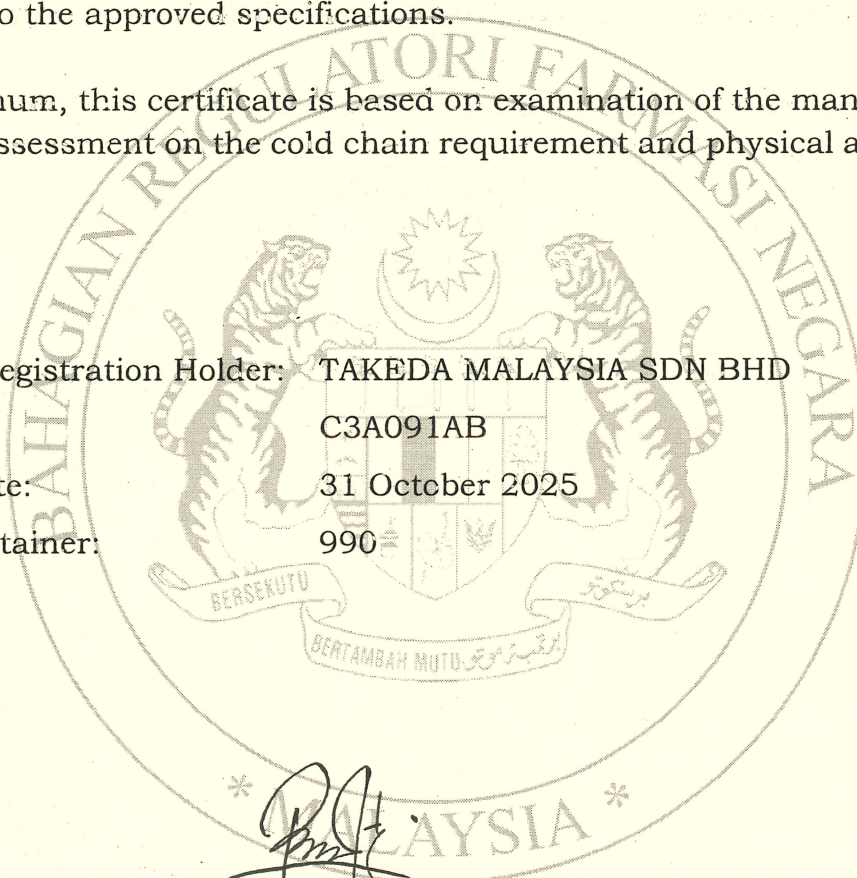 o the approved specifications.
num, this certificate is based on examination of the man
ssessment on the cold chain requirement and physical a
egistration Holder: TAKEDA MALAYSIA SDN BHD
C3A091AB
te: 31 October 2025
tainer: 990
BAHAGIAN REGULATORI FARMASI NEGARA
* MALAYSIA *
BERSEKUTU
BERTAMBAH MUTU